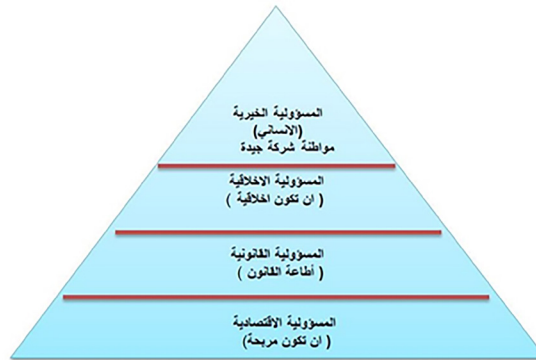 المسؤولية الخيرية
(الانساني)
مواطنة شركة جيدة
المسؤولية الاخلاقية
( ان تكون اخلاقية )
المسؤولية القانونية
( أطاعة القانون )
المسؤولية الاقتصادية
( ان تكون مربحة)